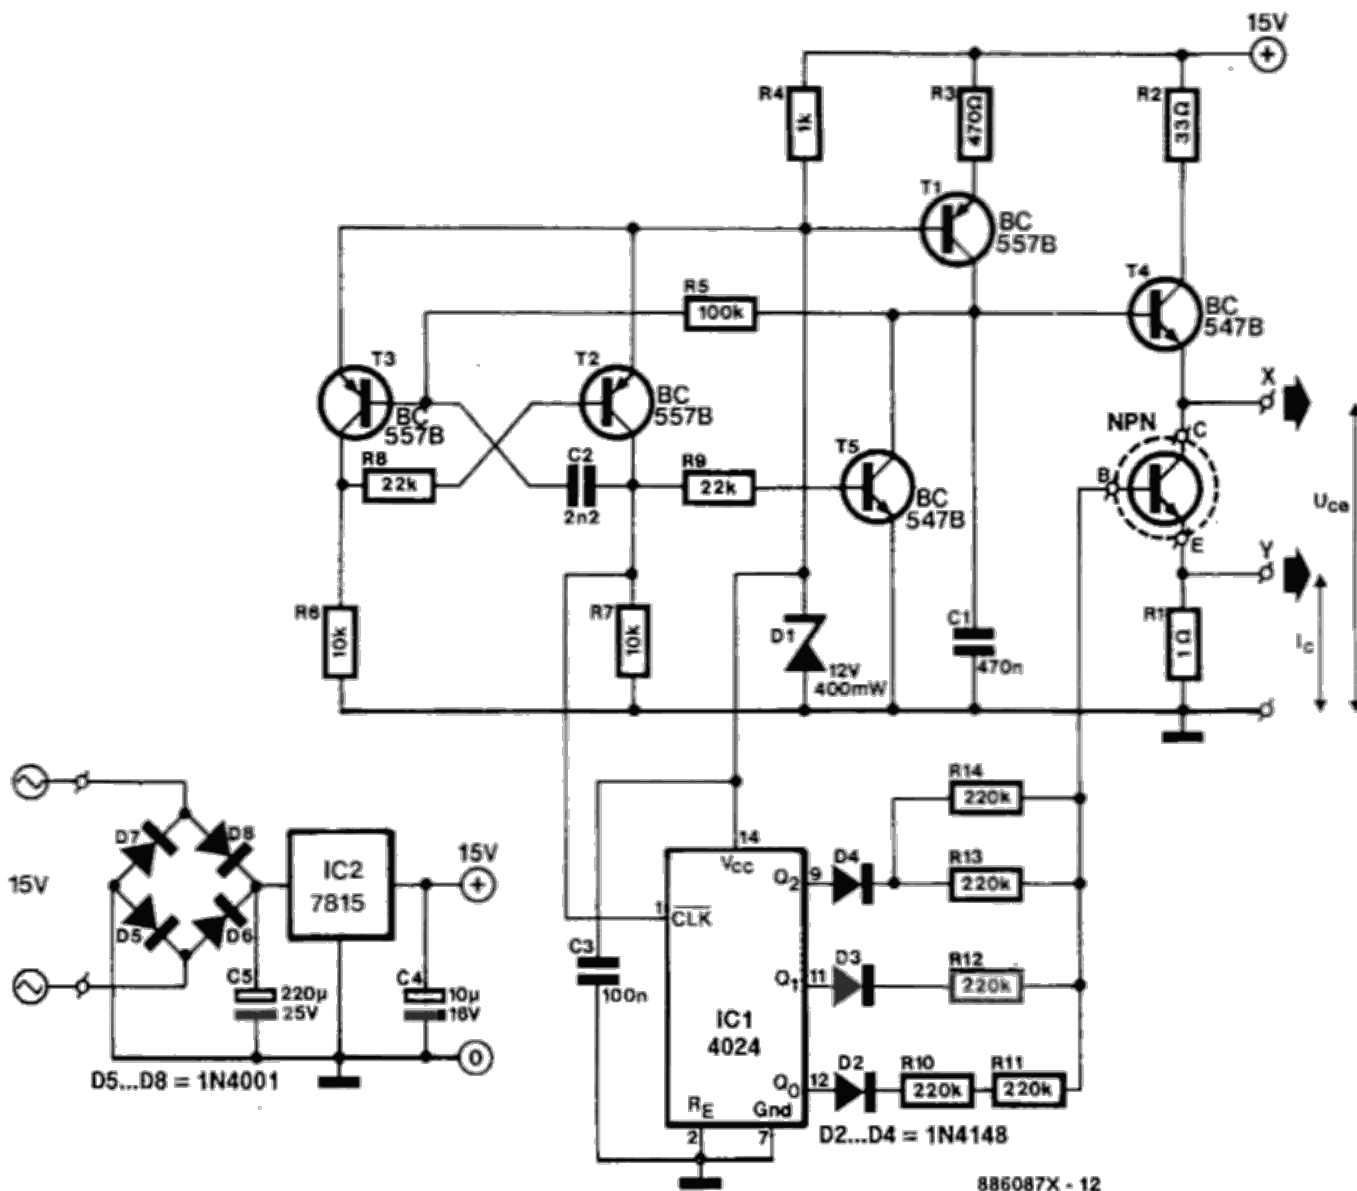 15V
+
R4
1k
R3
470Ω
R2
33Ω
T1
BC
557B
T4
BC
547B
R5
100k
T3
BC
557B
T2
BC
557B
X
NPN
C
B
E
Uce
R8
22k
C2
2n2
R9
22k
T5
BC
547B
Y
R6
10k
R7
10k
D1
12V
400mW
C1
470n
R1
1Ω
IC
15V
D7
D8
D5
D6
IC2
7815
15V
+
C5
220µ
25V
C4
10µ
16V
0
D5...D8 = 1N4001
14
VCC
1
CLK
C3
100n
IC1
4024
Q2
9
D4
R14
220k
R13
220k
Q1
11
D3
R12
220k
Q0
12
D2
R10
220k
R11
220k
RE
2
Gnd
7
D2...D4 = 1N4148
886087X - 12